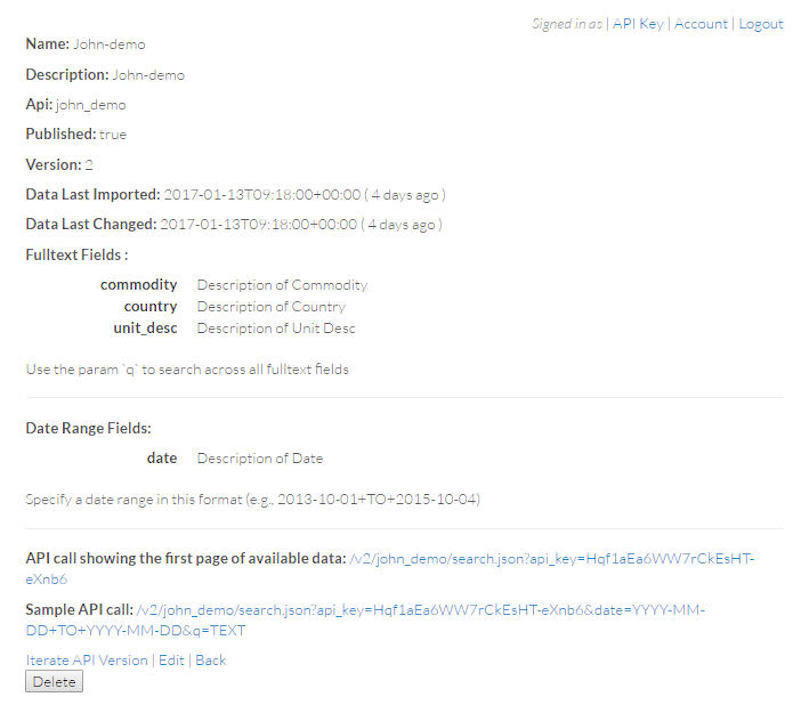 Signed in as | API Key | Account | Logout
Name: John-demo
Description: John-demo
Api: john_demo
Published: true
Version: 2
Data Last Imported: 2017-01-13T09:18:00+00:00 ( 4 days ago )
Data Last Changed: 2017-01-13T09:18:00+00:00 ( 4 days ago )
Fulltext Fields :
commodity Description of Commodity
country Description of Country
unit_desc Description of Unit Desc
Use the param `q` to search across all fulltext fields
Date Range Fields:
date Description of Date
Specify a date range in this format (e.g., 2013-10-01+TO+2015-10-04)
API call showing the first page of available data: /v2/john_demo/search.json?api_key=Hqf1aEa6WW7rCkEsHT-
eXnb6
Sample API call: /v2/john_demo/search.json?api_key=Hqf1aEa6WW7rCkEsHT-eXnb6&date=YYYY-MM-
DD+TO+YYYY-MM-DD&q=TEXT
Iterate API Version | Edit | Back
Delete